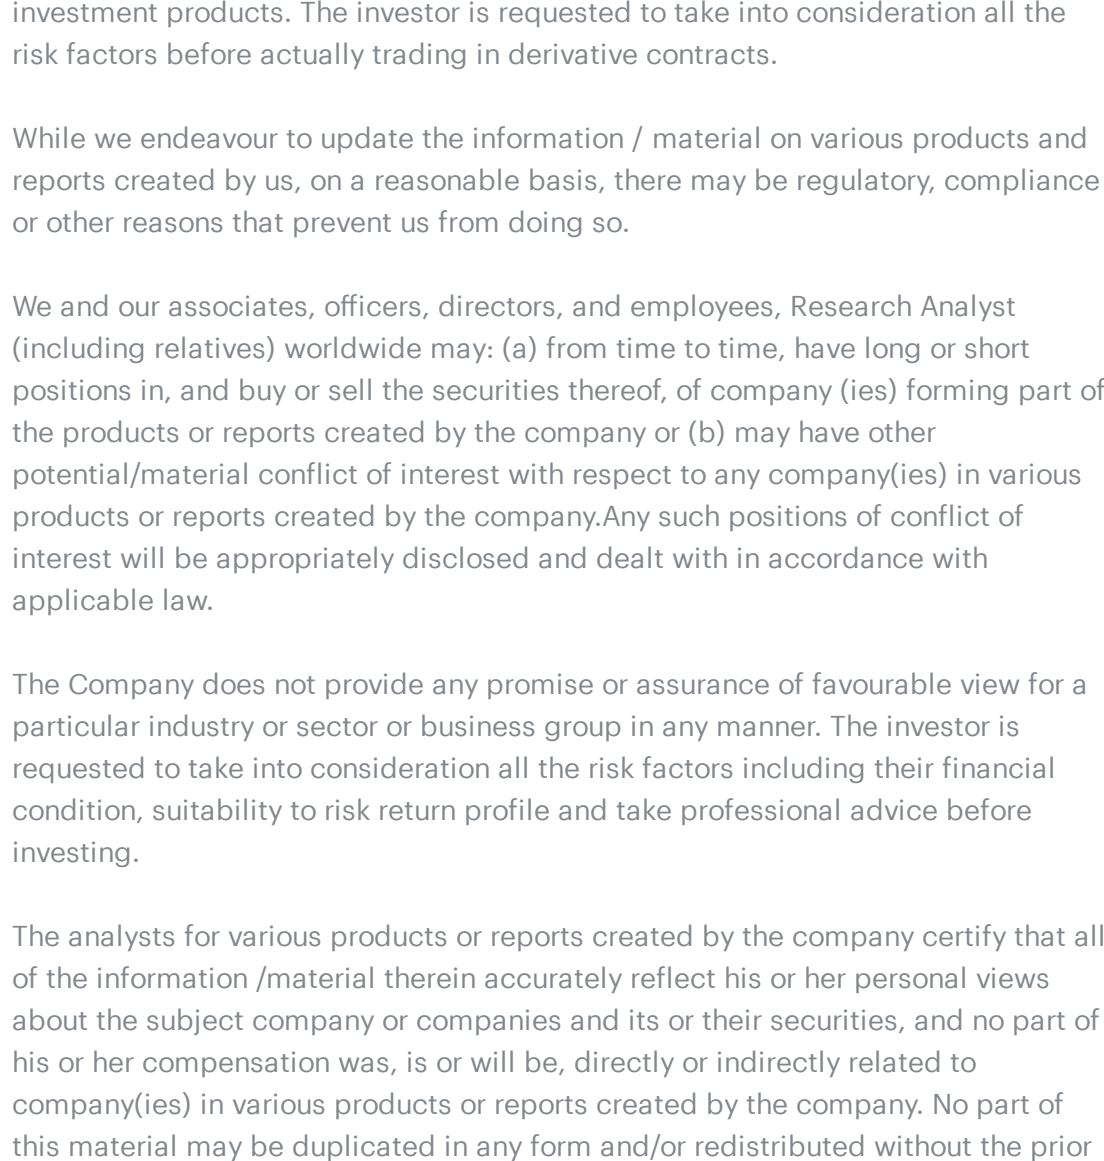 investment products. The investor is requested to take into consideration all the
risk factors before actually trading in derivative contracts.
While we endeavour to update the information / material on various products and
reports created by us, on a reasonable basis, there may be regulatory, compliance
or other reasons that prevent us from doing so.
We and our associates, officers, directors, and employees, Research Analyst
(including relatives) worldwide may: (a) from time to time, have long or short
positions in, and buy or sell the securities thereof, of company (ies) forming part of
the products or reports created by the company or (b) may have other
potential/material conflict of interest with respect to any company(ies) in various
products or reports created by the company.Any such positions of conflict of
interest will be appropriately disclosed and dealt with in accordance with
applicable law.
The Company does not provide any promise or assurance of favourable view for a
particular industry or sector or business group in any manner. The investor is
requested to take into consideration all the risk factors including their financial
condition, suitability to risk return profile and take professional advice before
investing.
The analysts for various products or reports created by the company certify that all
of the information /material therein accurately reflect his or her personal views
about the subject company or companies and its or their securities, and no part of
his or her compensation was, is or will be, directly or indirectly related to
company(ies) in various products or reports created by the company. No part of
this material may be duplicated in any form and/or redistributed without the prior